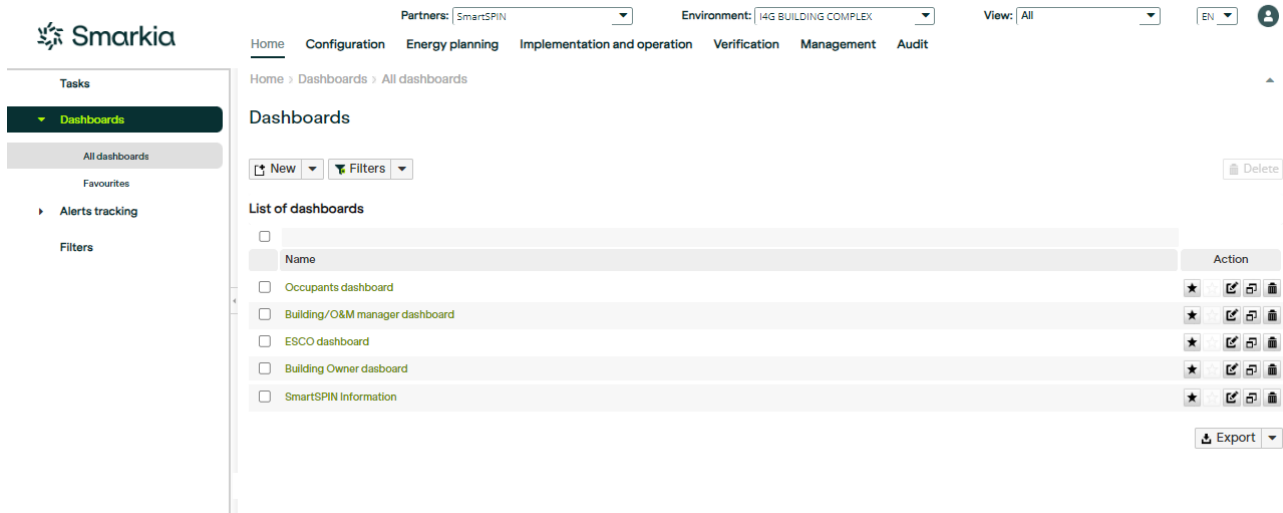 Smarkia
Partners: SmartSPIN Environment: I4G BUILDING COMPLEX View: All EN
Home Configuration Energy planning Implementation and operation Verification Management Audit
Tasks
Dashboards
All dashboards
Favourites
Alerts tracking
Filters
Home > Dashboards > All dashboards
Dashboards
New Filters Delete
List of dashboards
Name Action
Occupants dashboard
Building/O&M manager dashboard
ESCO dashboard
Building Owner dasboard
SmartSPIN Information
Export